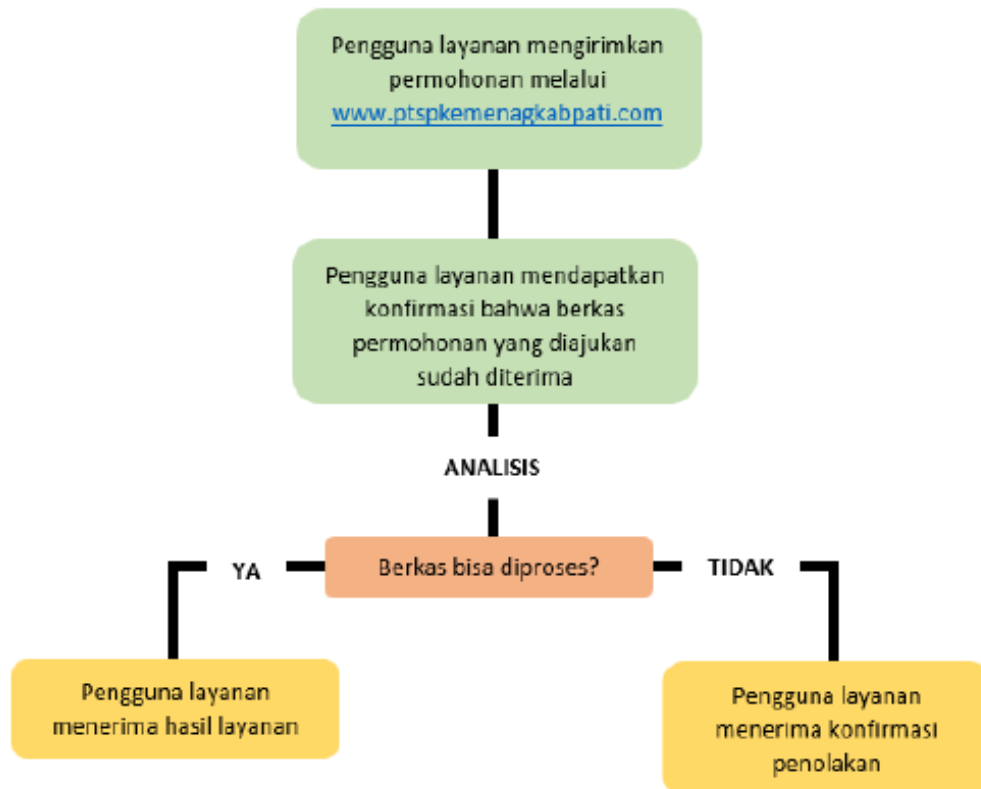 Pengguna layanan mengirimkan
permohonan melalui
www.ptspkemenagkabpati.com
Pengguna layanan mendapatkan
konfirmasi bahwa berkas
permohonan yang diajukan
sudah diterima
ANALISIS
YA
Berkas bisa diproses?
TIDAK
Pengguna layanan
menerima hasil layanan
Pengguna layanan
menerima konfirmasi
penolakan